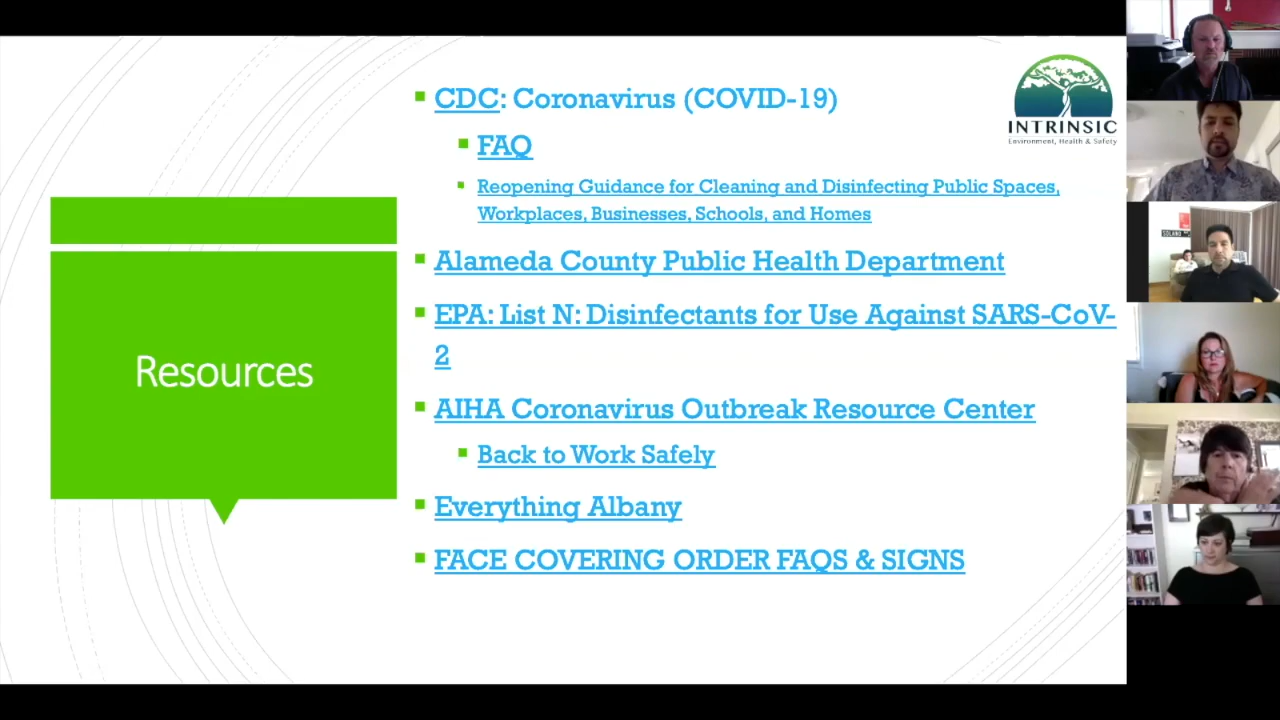 CDC: Coronavirus (COVID-19)
FAQ
Reopening Guidance for Cleaning and Disinfecting Public Spaces,
Workplaces, Businesses, Schools, and Homes
Alameda County Public Health Department
EPA: List N: Disinfectants for Use Against SARS-CoV-
2
AIHA Coronavirus Outbreak Resource Center
Back to Work Safely
Everything Albany
FACE COVERING ORDER FAQS & SIGNS
Resources
INTRINSIC
Environment, Health & Safety
SOLANO